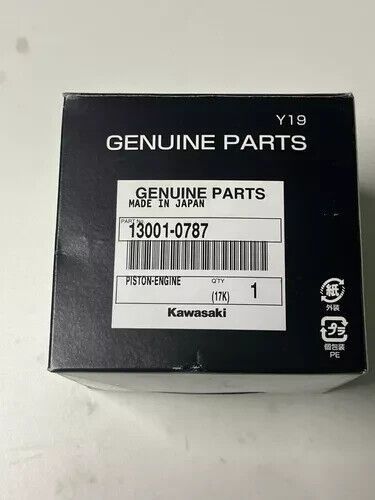 Y19
GENUINE PARTS
GENUINE PARTS
MADE IN JAPAN
PART No.
13001-0787
PISTON-ENGINE
Q'TY
(17K) 1
Kawasaki
紙
外装
プラ
個包装
PE